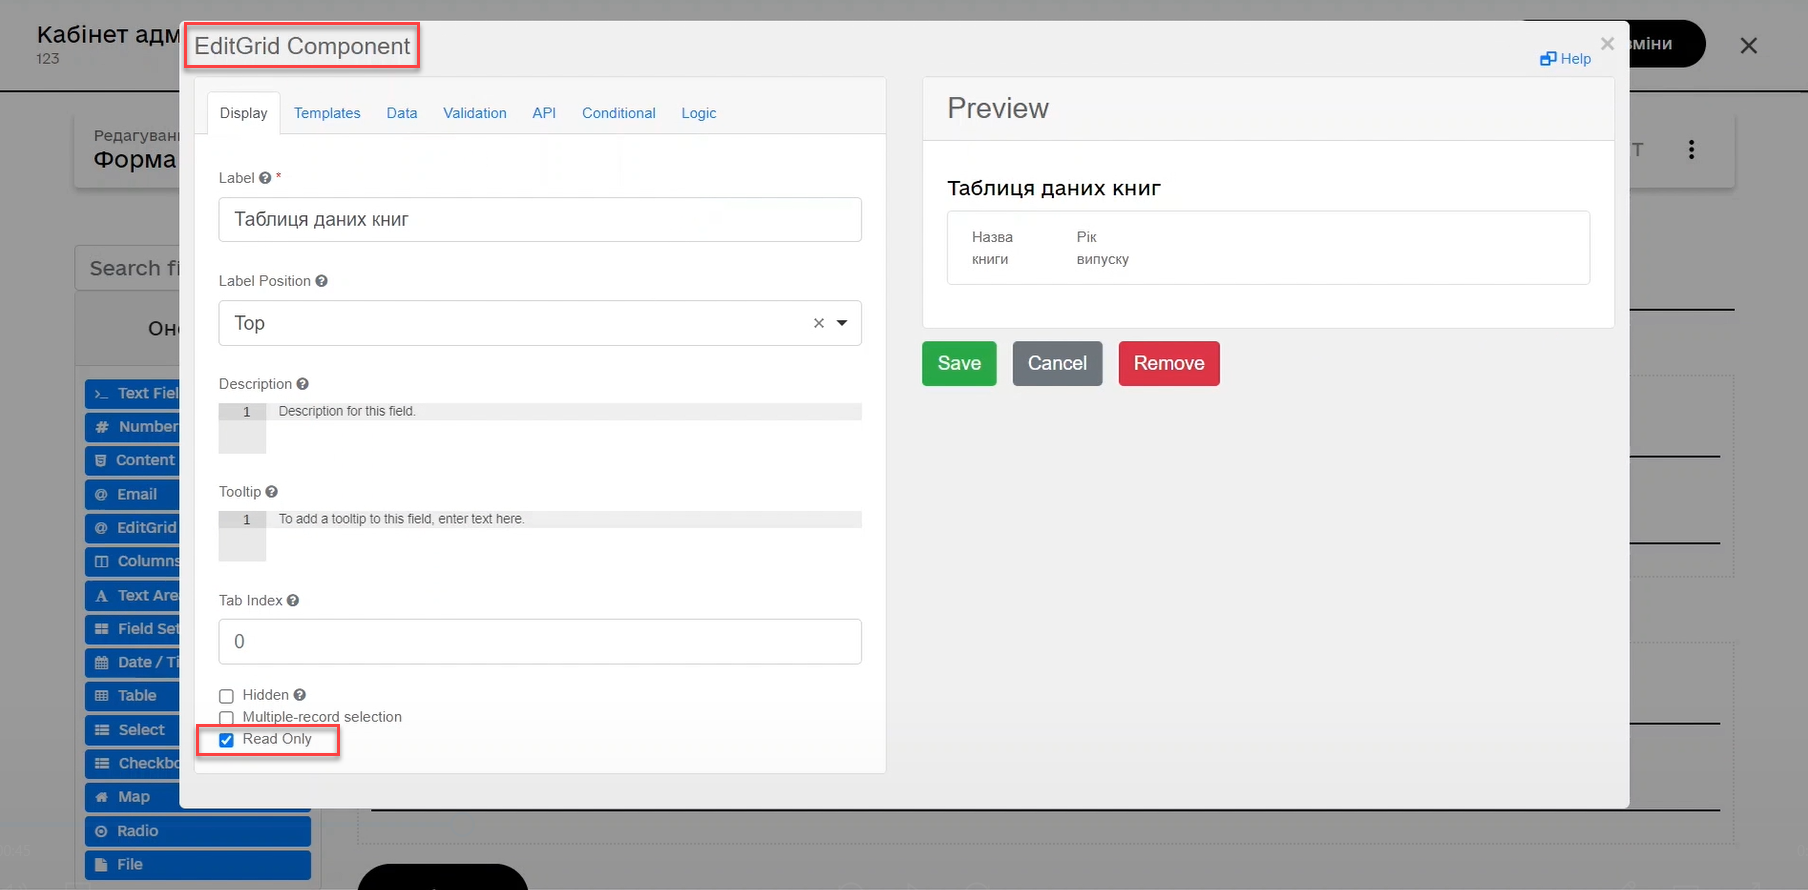 Кабінет адм
123
EditGrid Component
Help
×
зміни
Редагуван
Форма
Т
Search fi
Display
Templates
Data
Validation
API
Conditional
Logic
Label *
Таблиця даних книг
Label Position
Top
Description
1
Description for this field.
Tooltip
1
To add a tooltip to this field, enter text here.
Tab Index
0
Hidden
Multiple-record selection
Read Only
Preview
Таблиця даних книг
Назва
книги
Рік
випуску
Save
Cancel
Remove
Он
Text Fiel
Number
Content
Email
EditGrid
Columns
Text Are
Field Set
Date / Ti
Table
Select
Checkbo
Map
Radio
File